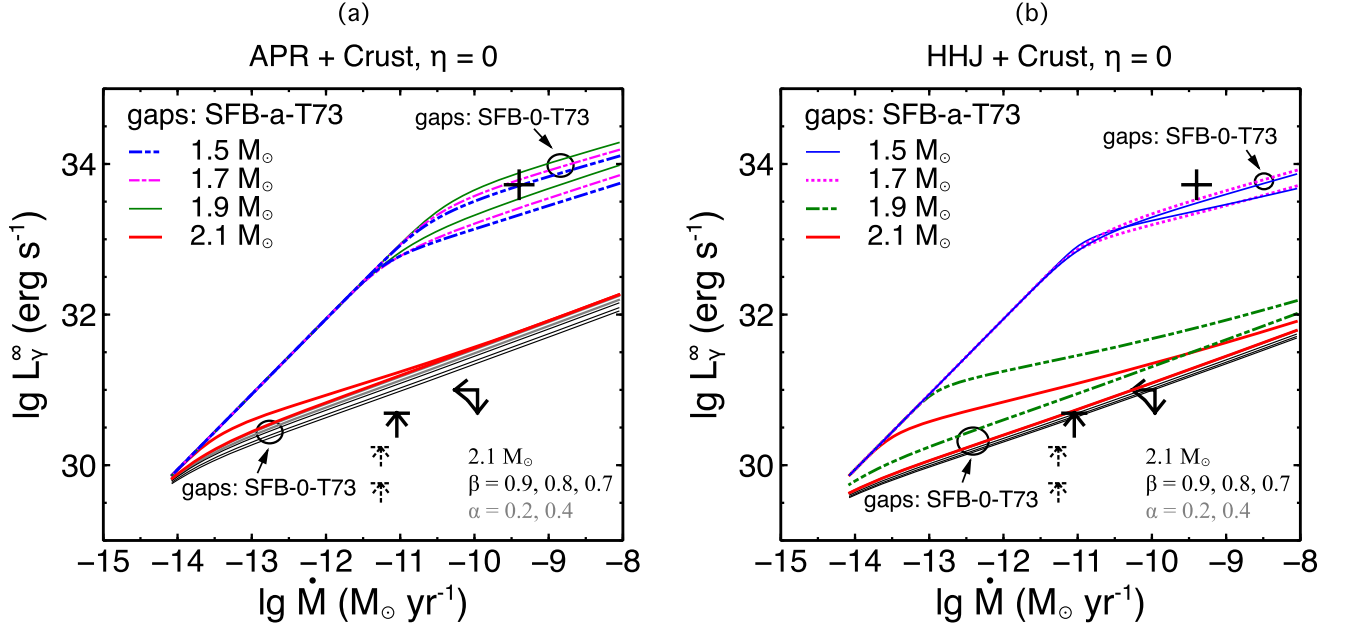 (a)
APR + Crust, η = 0
gaps: SFB-a-T73
1.5 M⊙
1.7 M⊙
1.9 M⊙
2.1 M⊙
gaps: SFB-0-T73
gaps: SFB-0-T73
2.1 M⊙
β = 0.9, 0.8, 0.7
α = 0.2, 0.4
34
32
30
lg L∞γ (erg s-1)
−15 −14 −13 −12 −11 −10 −9 −8
lg Ṁ (M⊙ yr-1)
(b)
HHJ + Crust, η = 0
gaps: SFB-a-T73
1.5 M⊙
1.7 M⊙
1.9 M⊙
2.1 M⊙
gaps: SFB-0-T73
gaps: SFB-0-T73
2.1 M⊙
β = 0.9, 0.8, 0.7
α = 0.2, 0.4
34
32
30
lg L∞γ (erg s-1)
−15 −14 −13 −12 −11 −10 −9 −8
lg Ṁ (M⊙ yr-1)